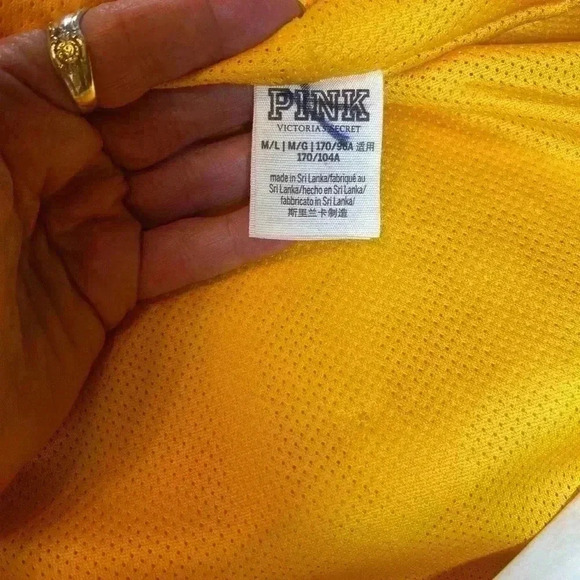 PINK
VICTORIA'S SECRET
M/L | M/G | 170/96A 适用
170/104A
made in Sri Lanka/fabriqué au
Sri Lanka/hecho en Sri Lanka/
fabbricato in Sri Lanka/
斯里兰卡制造